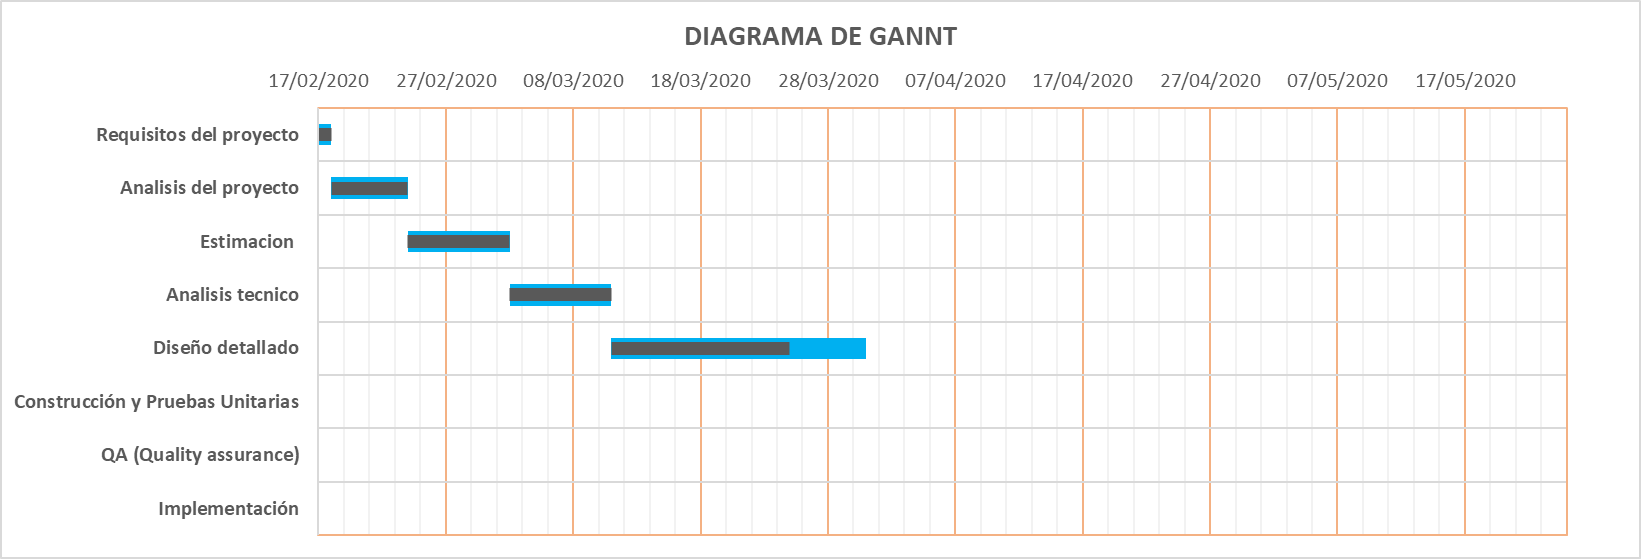 DIAGRAMA DE GANNT
17/02/2020 27/02/2020 08/03/2020 18/03/2020 28/03/2020 07/04/2020 17/04/2020 27/04/2020 07/05/2020 17/05/2020
Requisitos del proyecto
Analisis del proyecto
Estimacion
Analisis tecnico
Diseño detallado
Construcción y Pruebas Unitarias
QA (Quality assurance)
Implementación